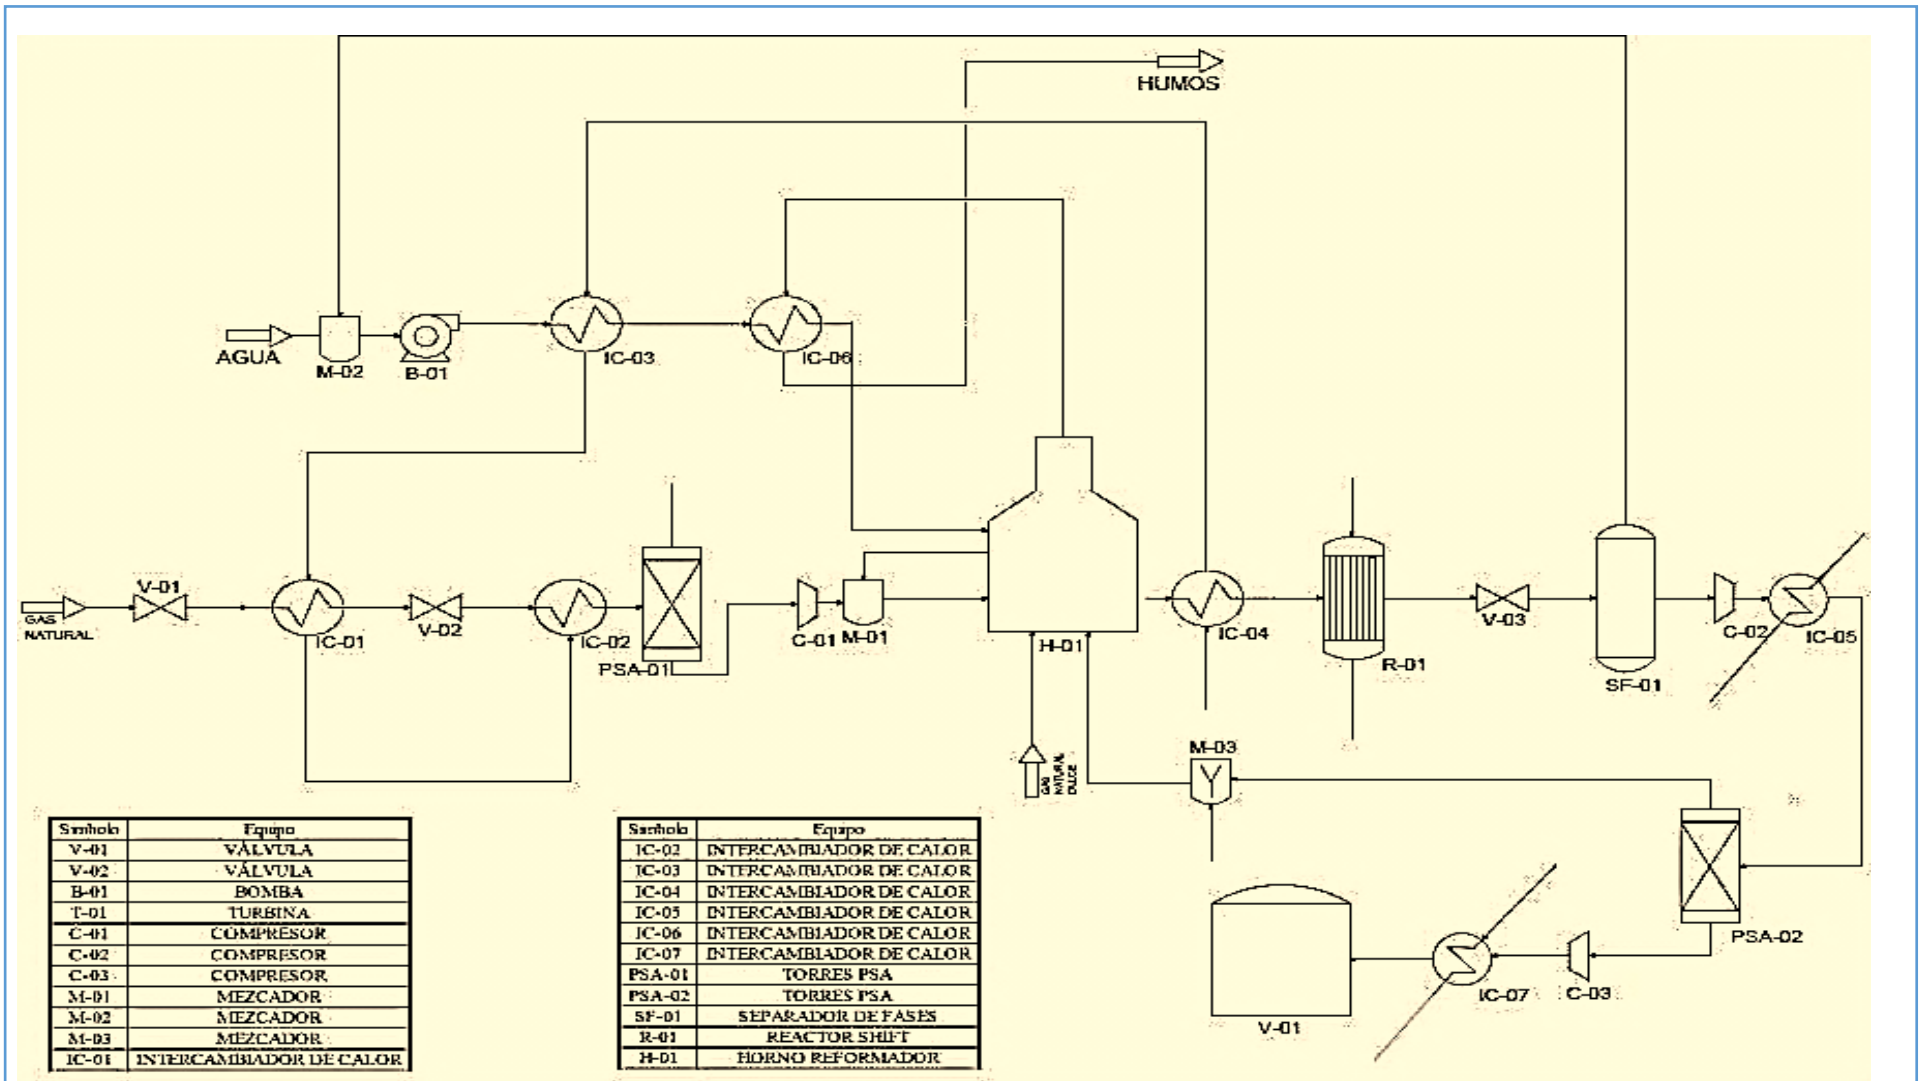 HUMOS
AGUA
M-02
B-01
IC-03
IC-06
GAS
NATURAL
V-01
IC-01
V-02
IC-02
PSA-01
C-01
M-01
H-01
GAS
NATURAL
DULCE
IC-04
R-01
V-03
SF-01
C-02
IC-05
M-03
PSA-02
C-03
IC-07
V-01
Símbolo Equipo
V-01 VÁLVULA
V-02 VÁLVULA
B-01 BOMBA
T-01 TURBINA
C-01 COMPRESOR
C-02 COMPRESOR
C-03 COMPRESOR
M-01 MEZCADOR
M-02 MEZCADOR
M-03 MEZCADOR
IC-01 INTERCAMBIADOR DE CALOR
Símbolo Equipo
IC-02 INTERCAMBIADOR DE CALOR
IC-03 INTERCAMBIADOR DE CALOR
IC-04 INTERCAMBIADOR DE CALOR
IC-05 INTERCAMBIADOR DE CALOR
IC-06 INTERCAMBIADOR DE CALOR
IC-07 INTERCAMBIADOR DE CALOR
PSA-01 TORRES PSA
PSA-02 TORRES PSA
SF-01 SEPARADOR DE FASES
R-01 REACTOR SHIFT
H-01 HORNO REFORMADOR